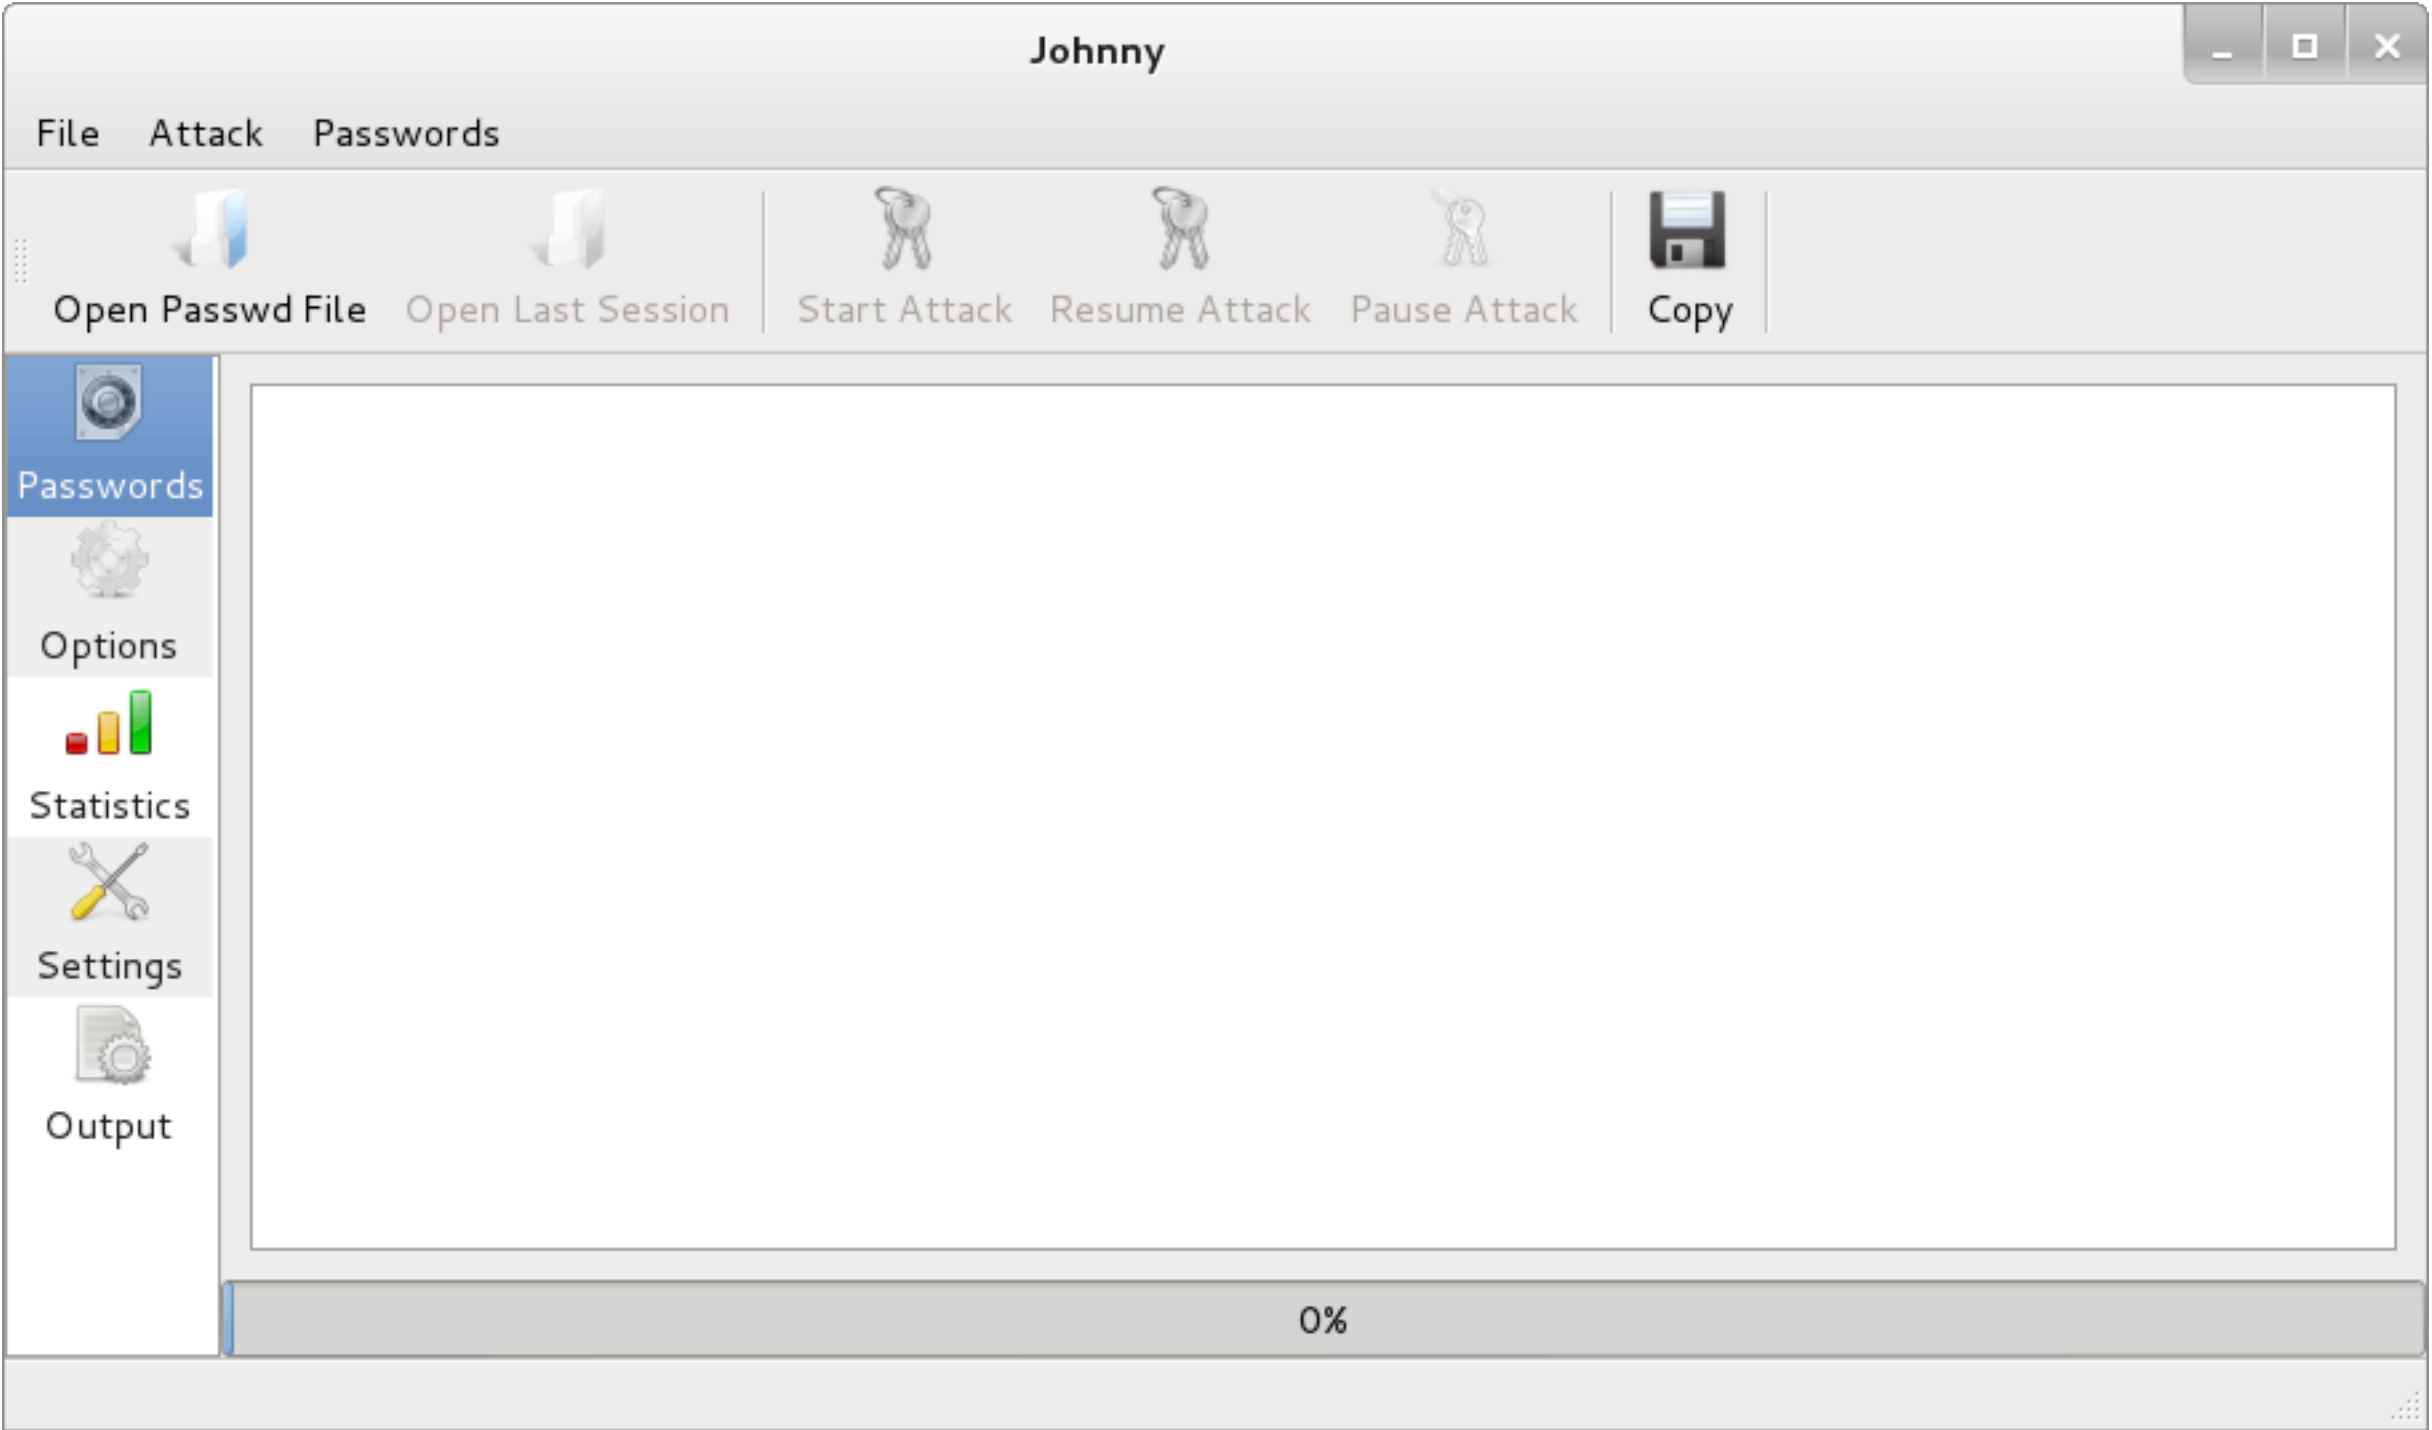 Johnny
File Attack Passwords
Open Passwd File Open Last Session Start Attack Resume Attack Pause Attack Copy
Passwords
Options
Statistics
Settings
Output
0%